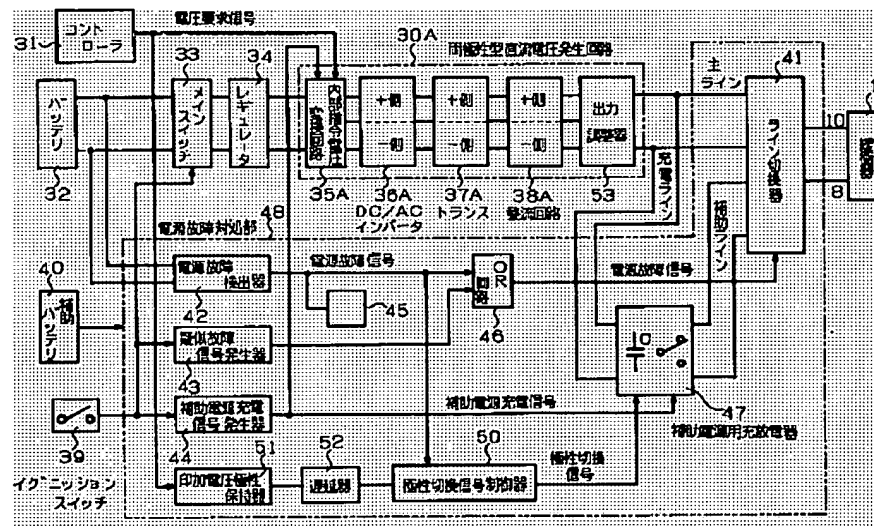 コント
ローラ
31
電圧要求信号
30A
両極性型直流電圧発生回路
バッテリ
32
33
メイン
スイッチ
34
レギュレータ
内部指令電圧
35A
+側
-側
36A
DC/AC
インバータ
+側
-側
37A
トランス
+側
-側
38A
整流回路
出力
調整器
53
主
ライン
41
ライン切換器
10
8
充電ライン
補助ライン
48
電源故障対処部
40
補助
バッテリ
電源故障
検出器
42
電源故障信号
45
OR
回路
46
電源故障信号
疑似故障
信号発生器
43
補助電源充電
信号発生器
44
補助電源充電信号
C
47
補助電源用充放電器
39
イグニッション
スイッチ
印加電圧極性
保持器
51
52
遅延器
50
極性切換信号制御器
極性切換
信号